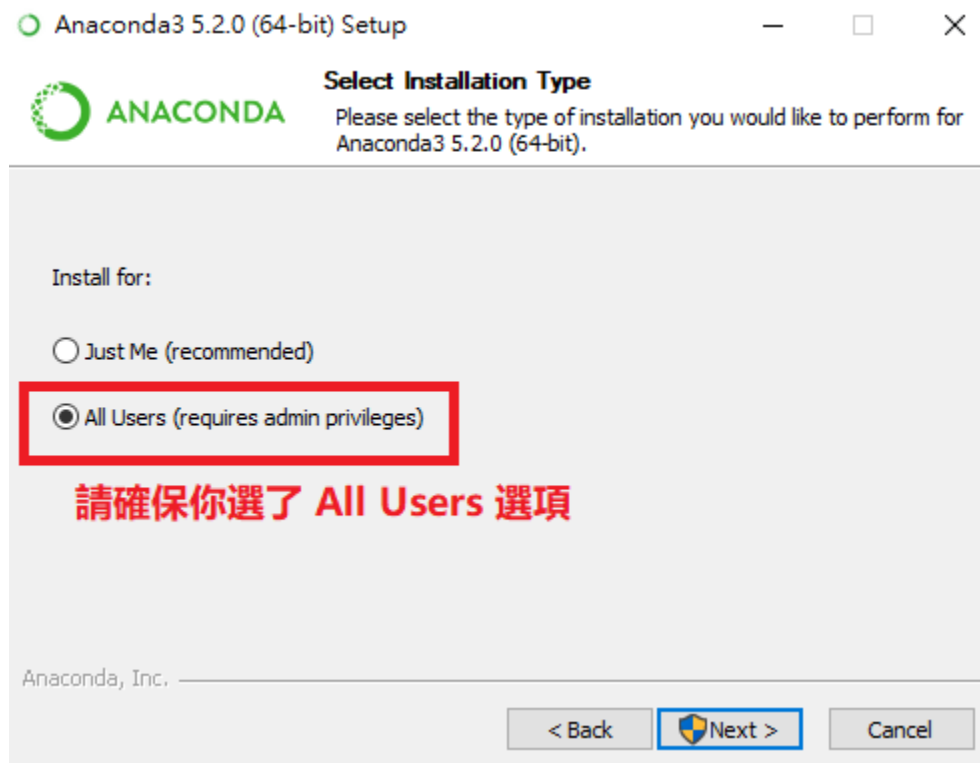 Anaconda3 5.2.0 (64-bit) Setup
ANACONDA
Select Installation Type
Please select the type of installation you would like to perform for
Anaconda3 5.2.0 (64-bit).
Install for:
Just Me (recommended)
All Users (requires admin privileges)
請確保你選了 All Users 選項
Anaconda, Inc.
< Back
Next >
Cancel